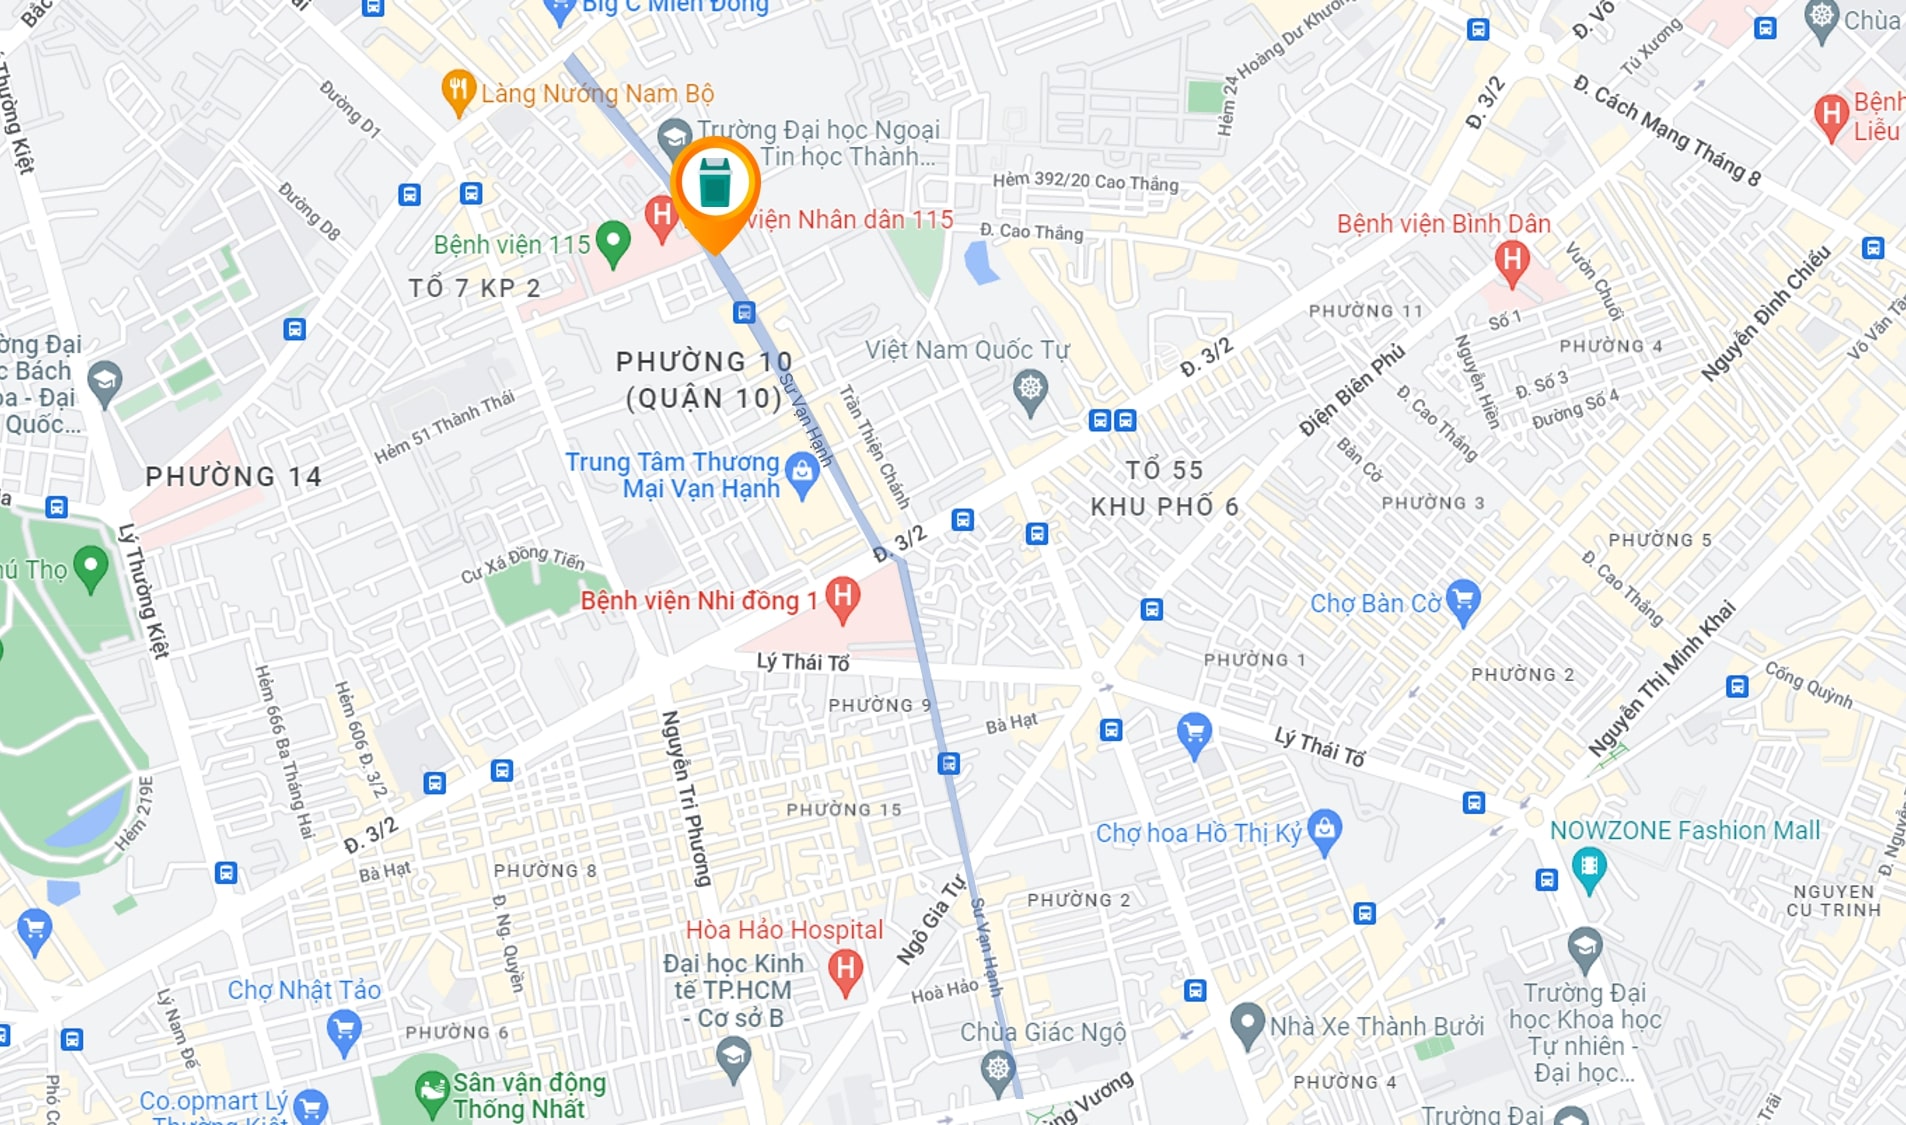 Big C Miền Đông
Làng Nướng Nam Bộ
Đường D1
Trường Đại học Ngoại
Tin học Thành...
Hẻm 24
Hoàng Dư Khương
Đ. 3/2
Tú Xương
Chùa
Đ. Cách Mạng Tháng 8
Bệnh
Liễu
Thường Kiệt
Đường D8
Bệnh viện 115
viện Nhân dân 115
Hẻm 392/20 Cao Thắng
Đ. Cao Thắng
Bệnh viện Bình Dân
Vườn Chuối
Nguyễn Đình Chiểu
TỔ 7 KP 2
PHƯỜNG 11
Số 1
PHƯỜNG 4
Nguyễn Hiền
Đ. Số 3
Đường Số 4
ờng Đại
c Bách
oa - Đại
Quốc...
PHƯỜNG 10
(QUẬN 10)
Sư Vạn Hạnh
Trần Thiện Chánh
Việt Nam Quốc Tự
Đ. 3/2
Điện Biên Phủ
Đ. Cao Thắng
Bàn Cờ
Hẻm 51 Thành Thái
PHƯỜNG 14
Trung Tâm Thương
Mại Vạn Hạnh
TỔ 55
KHU PHỐ 6
PHƯỜNG 3
PHƯỜNG 5
Đ. Cao Thắng
Lý Thường Kiệt
Cư Xá Đồng Tiến
Đ. 3/2
hú Thọ
Bệnh viện Nhi đồng 1
Chợ Bàn Cờ
Lý Thái Tổ
PHƯỜNG 1
PHƯỜNG 2
Nguyễn Thị Minh Khai
Cống Quỳnh
PHƯỜNG 9
Bà Hạt
Lý Thái Tổ
Hẻm 666 Ba Tháng Hai
Hẻm 606 Đ. 3/2
Nguyễn Tri Phương
Hẻm 219E
Đ. 3/2
Bà Hạt
PHƯỜNG 15
PHƯỜNG 8
Chợ hoa Hồ Thị Kỷ
NOWZONE Fashion Mall
NGUYEN
CU TRINH
Đ. Ng. Quyền
Hòa Hảo Hospital
Ngô Gia Tự
Sư Vạn Hạnh
PHƯỜNG 2
Đại học Kinh
tế TP.HCM
- Cơ sở B
Hoà Hảo
Chợ Nhật Tảo
Lý Nam Đế
PHƯỜNG 6
Chùa Giác Ngộ
Nhà Xe Thành Bưởi
Trường Đại
học Khoa học
Tự nhiên -
Đại học...
Sân vận động
Thống Nhất
Co.opmart Lý
Thường Kiệt
PHƯỜNG 4
Trường Đại